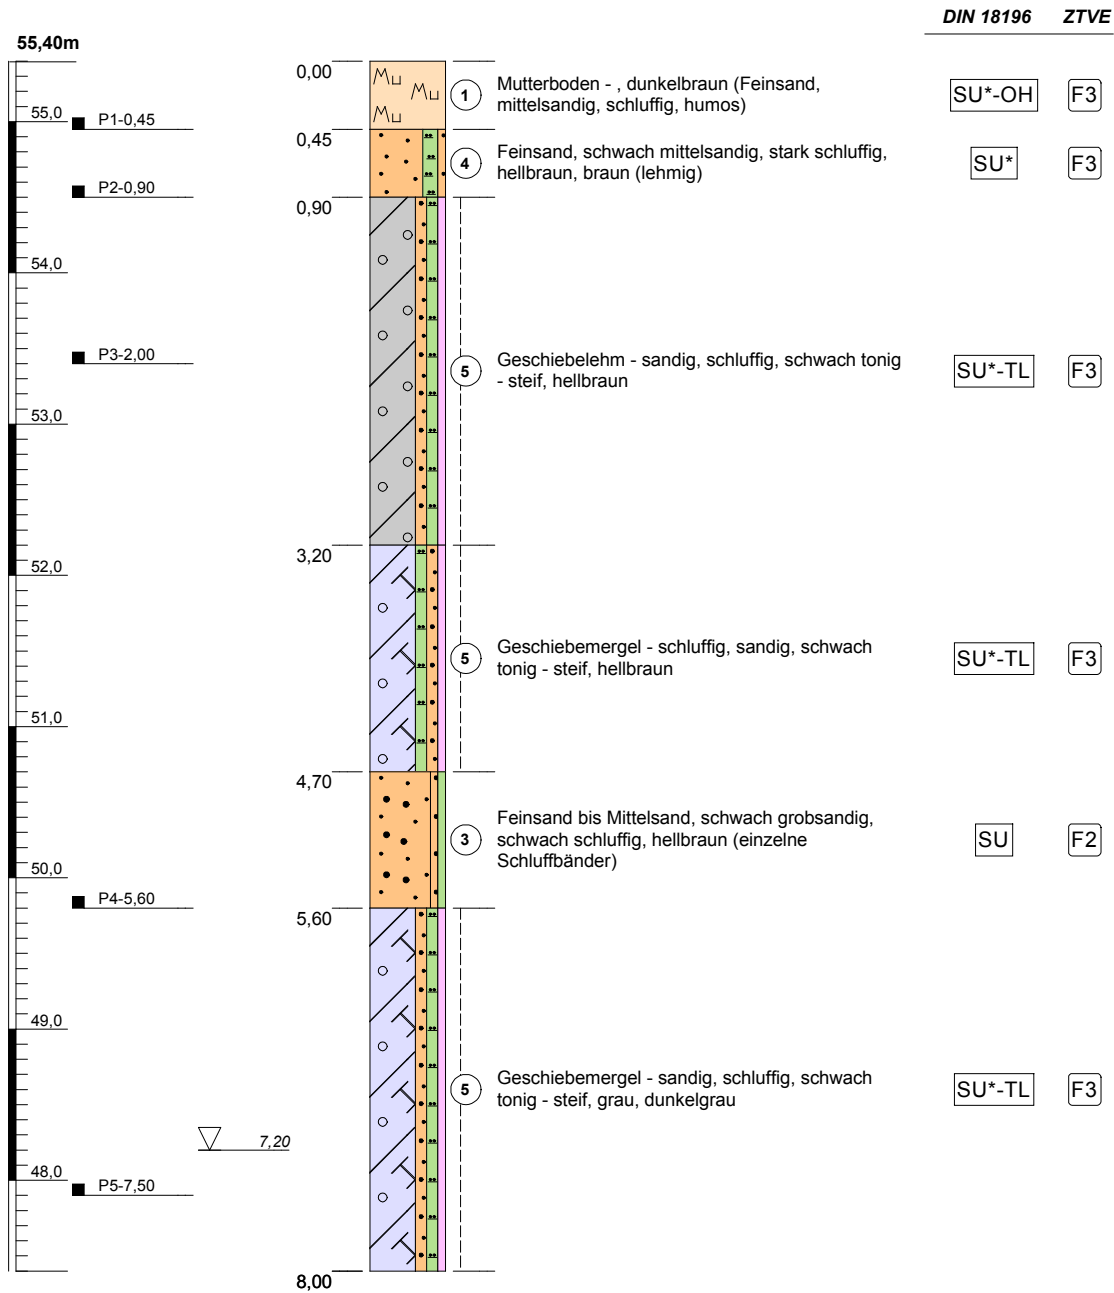 DIN 18196 ZTVE
55,40m
0,00
1
Mutterboden - , dunkelbraun (Feinsand,
mittelsandig, schluffig, humos)
SU*-OH
F3
55,0
P1-0,45
0,45
4
Feinsand, schwach mittelsandig, stark schluffig,
hellbraun, braun (lehmig)
SU*
F3
P2-0,90
0,90
54,0
P3-2,00
5
Geschiebelehm - sandig, schluffig, schwach tonig
- steif, hellbraun
SU*-TL
F3
53,0
3,20
52,0
5
Geschiebemergel - schluffig, sandig, schwach
tonig - steif, hellbraun
SU*-TL
F3
51,0
4,70
3
Feinsand bis Mittelsand, schwach grobsandig,
schwach schluffig, hellbraun (einzelne
Schluffbänder)
SU
F2
50,0
P4-5,60
5,60
49,0
5
Geschiebemergel - sandig, schluffig, schwach
tonig - steif, grau, dunkelgrau
SU*-TL
F3
7,20
48,0
P5-7,50
8,00